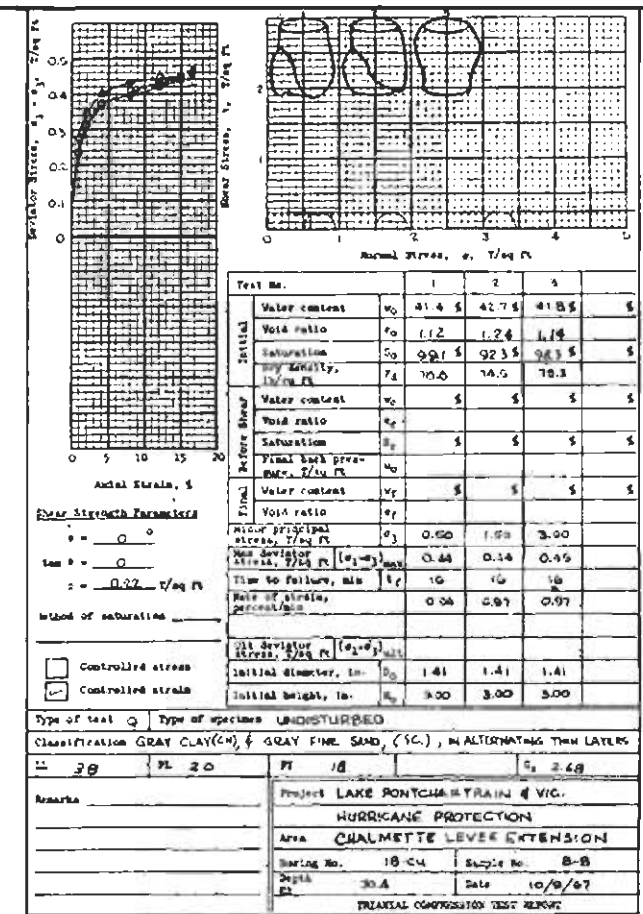 Deviator Stress, σ1 - σ3, T/sq ft
0.5
0.4
0.3
0.2
0.1
0
0 5 10 15 20
Axial Strain, %
Shear Stress, τ, T/sq ft
2
1
0 1 2 3 4 5
Normal Stress, σ, T/sq ft
Shear Strength Parameters
φ = 0 °
tan φ = 0
c = 0.22 T/sq ft
Method of saturation
Controlled stress
Controlled strain
Test No. 1 2 3
Initial
Water content w0 41.4 % 42.7 % 41.8 %
Void ratio e0 1.12 1.24 1.14
Saturation S0 99.1 % 92.3 % 98.3 %
Dry density, lb/cu ft γd 78.3
Before Shear
Water content wc % % % %
Void ratio ec
Saturation Sc % % % %
Final back pressure, T/sq ft u0
Final
Water content wf % % % %
Void ratio ef
Minor principal stress, T/sq ft σ3 0.50 1.50 3.00
Max deviator stress, T/sq ft (σ1-σ3)max 0.44 0.44 0.45
Time to failure, min tf 16 16 16
Rate of strain, percent/min 0.97 0.97
Ult deviator stress, T/sq ft (σ1-σ3)ult
Initial diameter, in. D0 1.41 1.41 1.41
Initial height, in. H0 3.00 3.00 3.00
Type of test Q Type of specimen UNDISTURBED
Classification GRAY CLAY(CH), & GRAY FINE SAND, (SC.), IN ALTERNATING THIN LAYERS
LL 38 PL 20 PI 18 Gs 2.68
Remarks
Project LAKE PONTCHARTRAIN & VIC.
HURRICANE PROTECTION
Area CHALMETTE LEVEE EXTENSION
Boring No. 18-CU Sample No. 8-B
Depth Ft 30.4 Date 10/9/67
TRIAXIAL COMPRESSION TEST REPORT